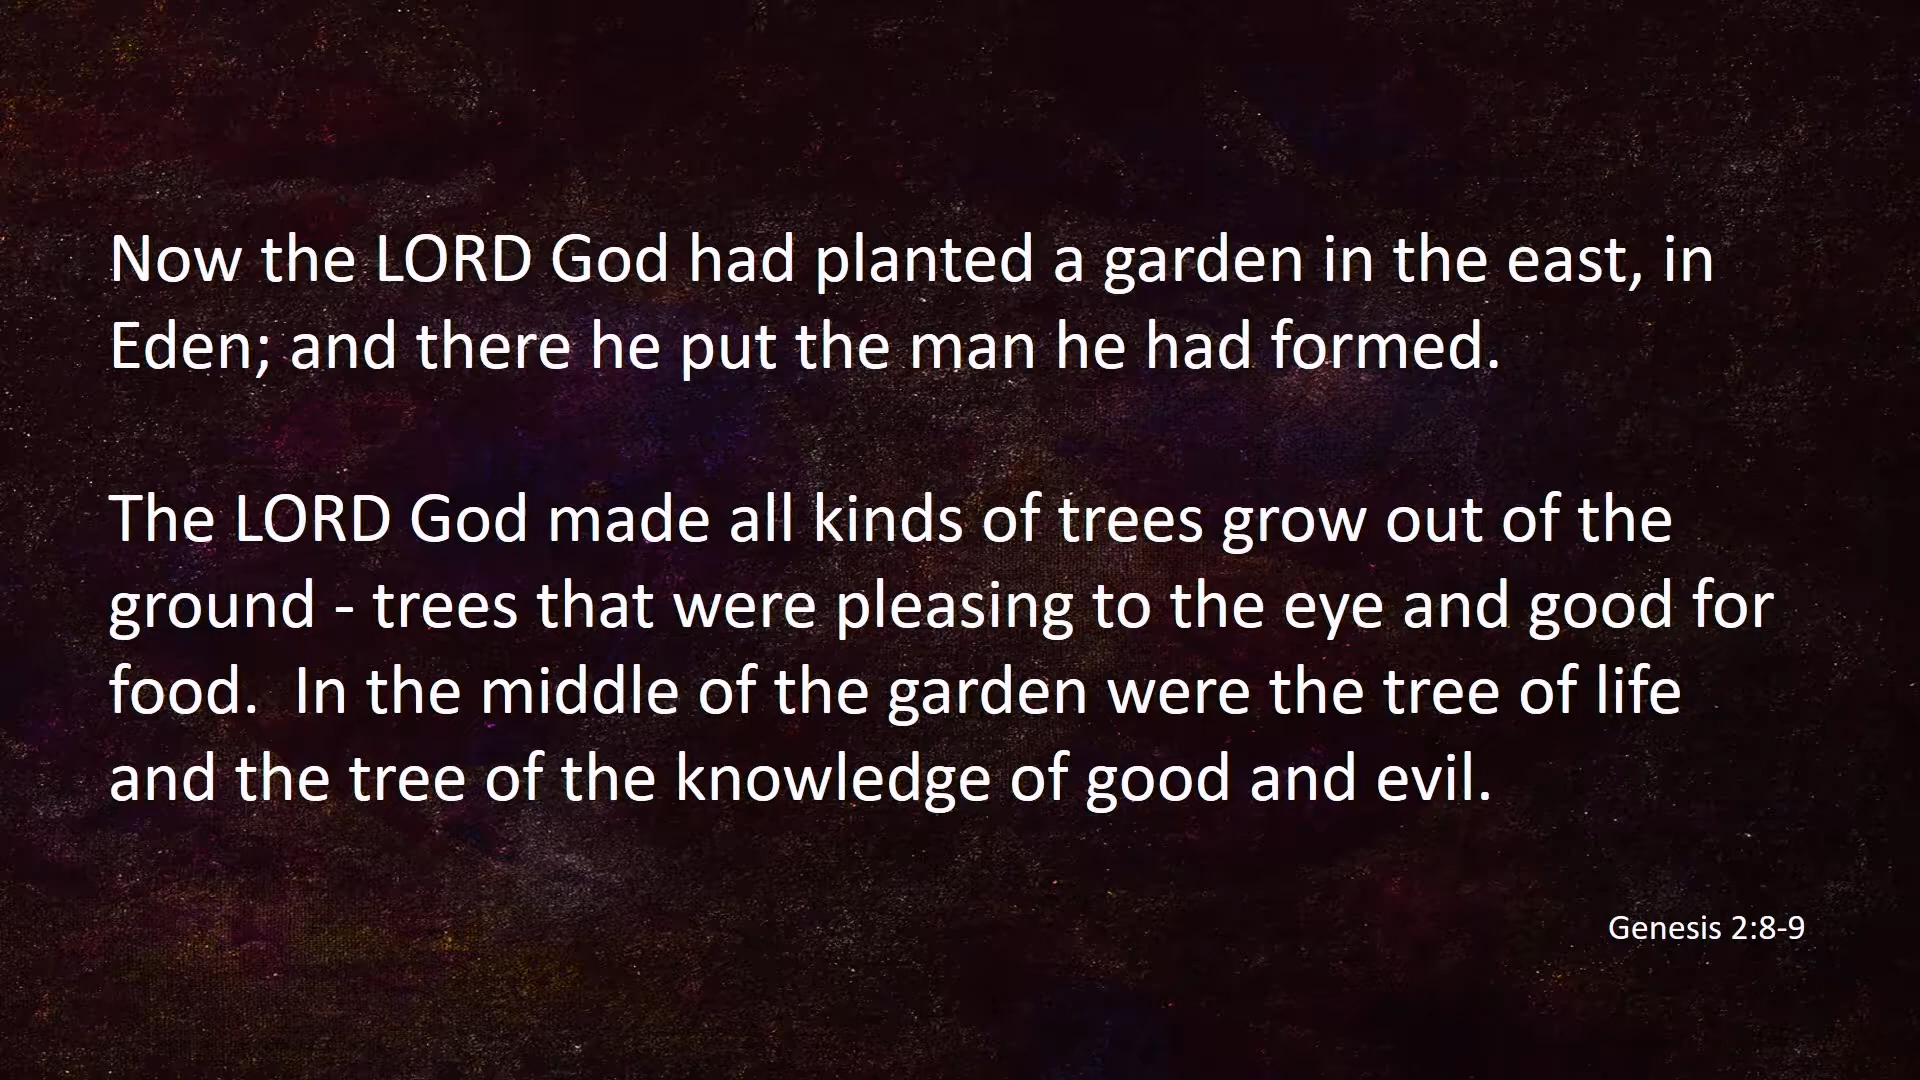 Now the LORD God had planted a garden in the east, in
Eden; and there he put the man he had formed.
The LORD God made all kinds of trees grow out of the
ground - trees that were pleasing to the eye and good for
food.  In the middle of the garden were the tree of life
and the tree of the knowledge of good and evil.
Genesis 2:8-9